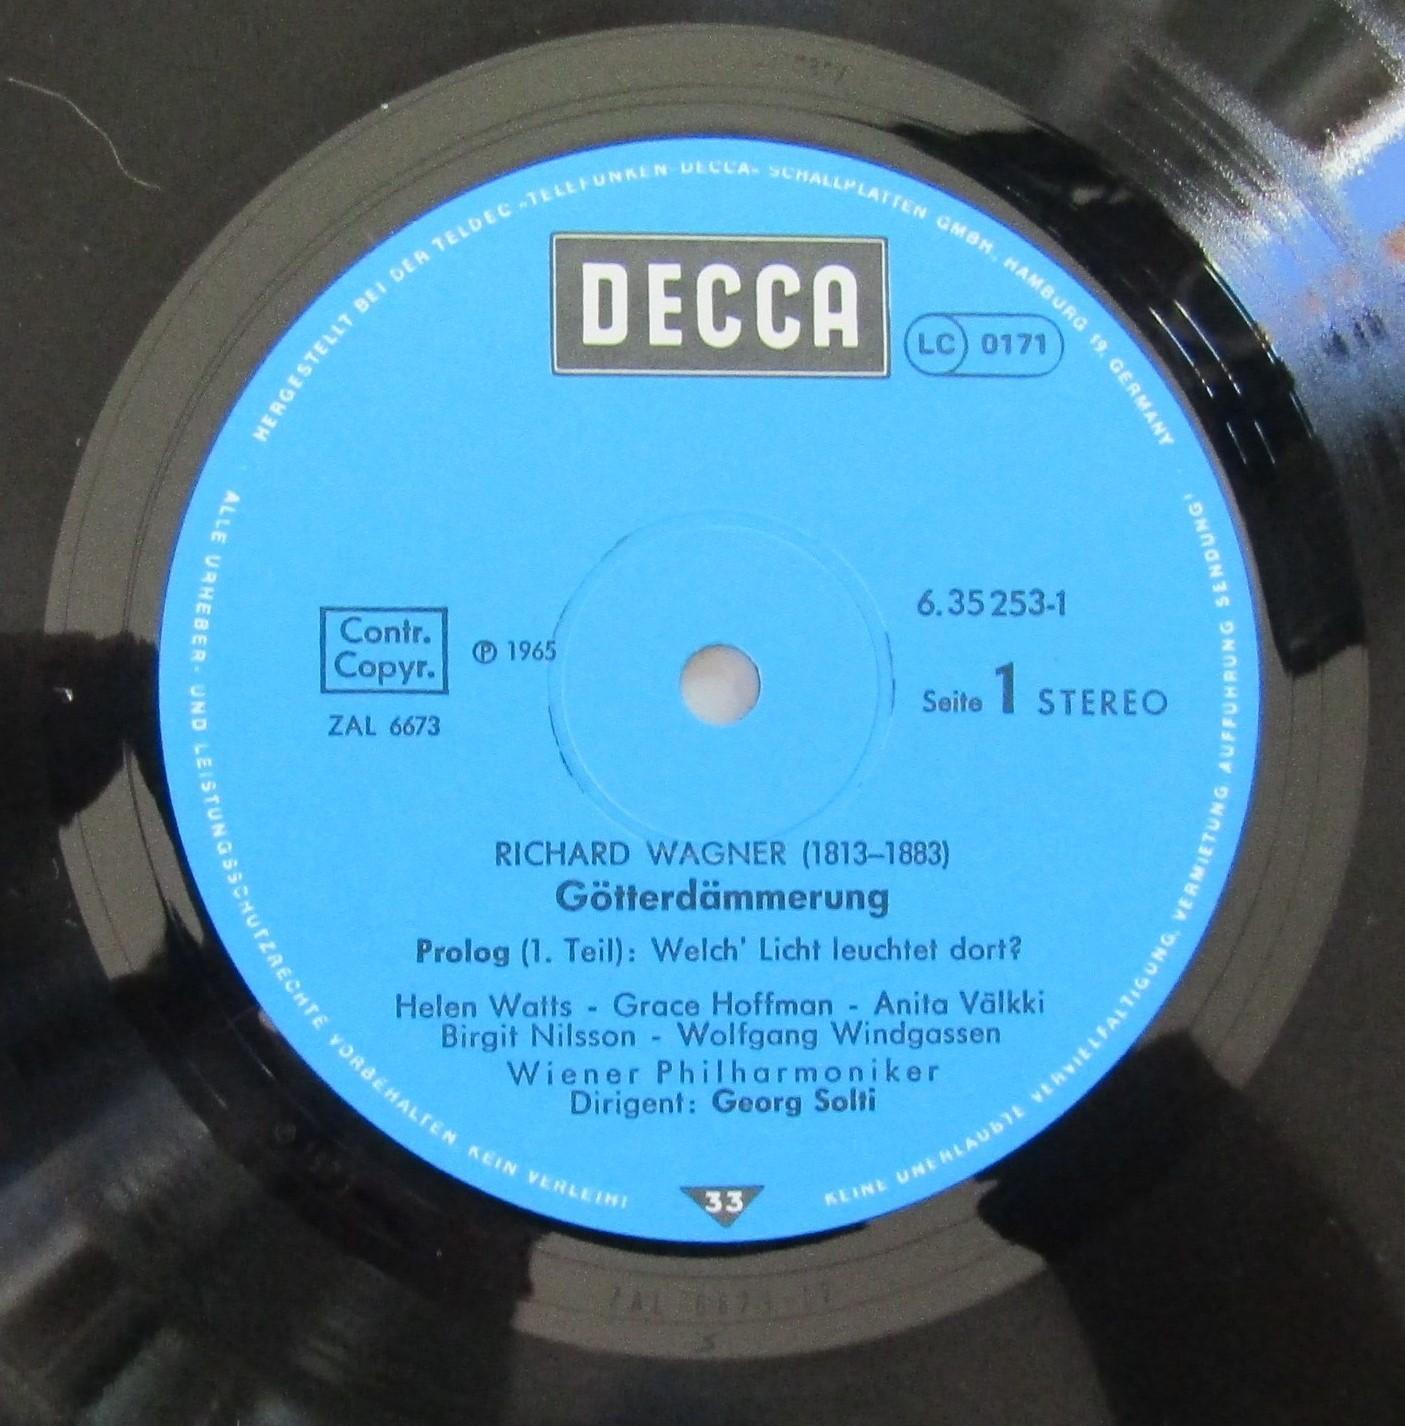 HERGESTELLT BEI DER TELDEC »TELEFUNKEN-DECCA« SCHALLPLATTEN GMBH, HAMBURG 19, GERMANY
DECCA
LC 0171
6.35253-1
Contr.
Copyr.
Ⓟ 1965
Seite 1 STEREO
ZAL 6673
RICHARD WAGNER (1813–1883)
Götterdämmerung
Prolog (1. Teil): Welch' Licht leuchtet dort?
Helen Watts - Grace Hoffman - Anita Välkki
Birgit Nilsson - Wolfgang Windgassen
Wiener Philharmoniker
Dirigent: Georg Solti
33
ALLE URHEBER- UND LEISTUNGSSCHUTZRECHTE VORBEHALTEN KEIN VERLEIH!
KEINE UNERLAUBTE VERVIELFÄLTIGUNG, VERMIETUNG AUFFÜHRUNG SENDUNG!